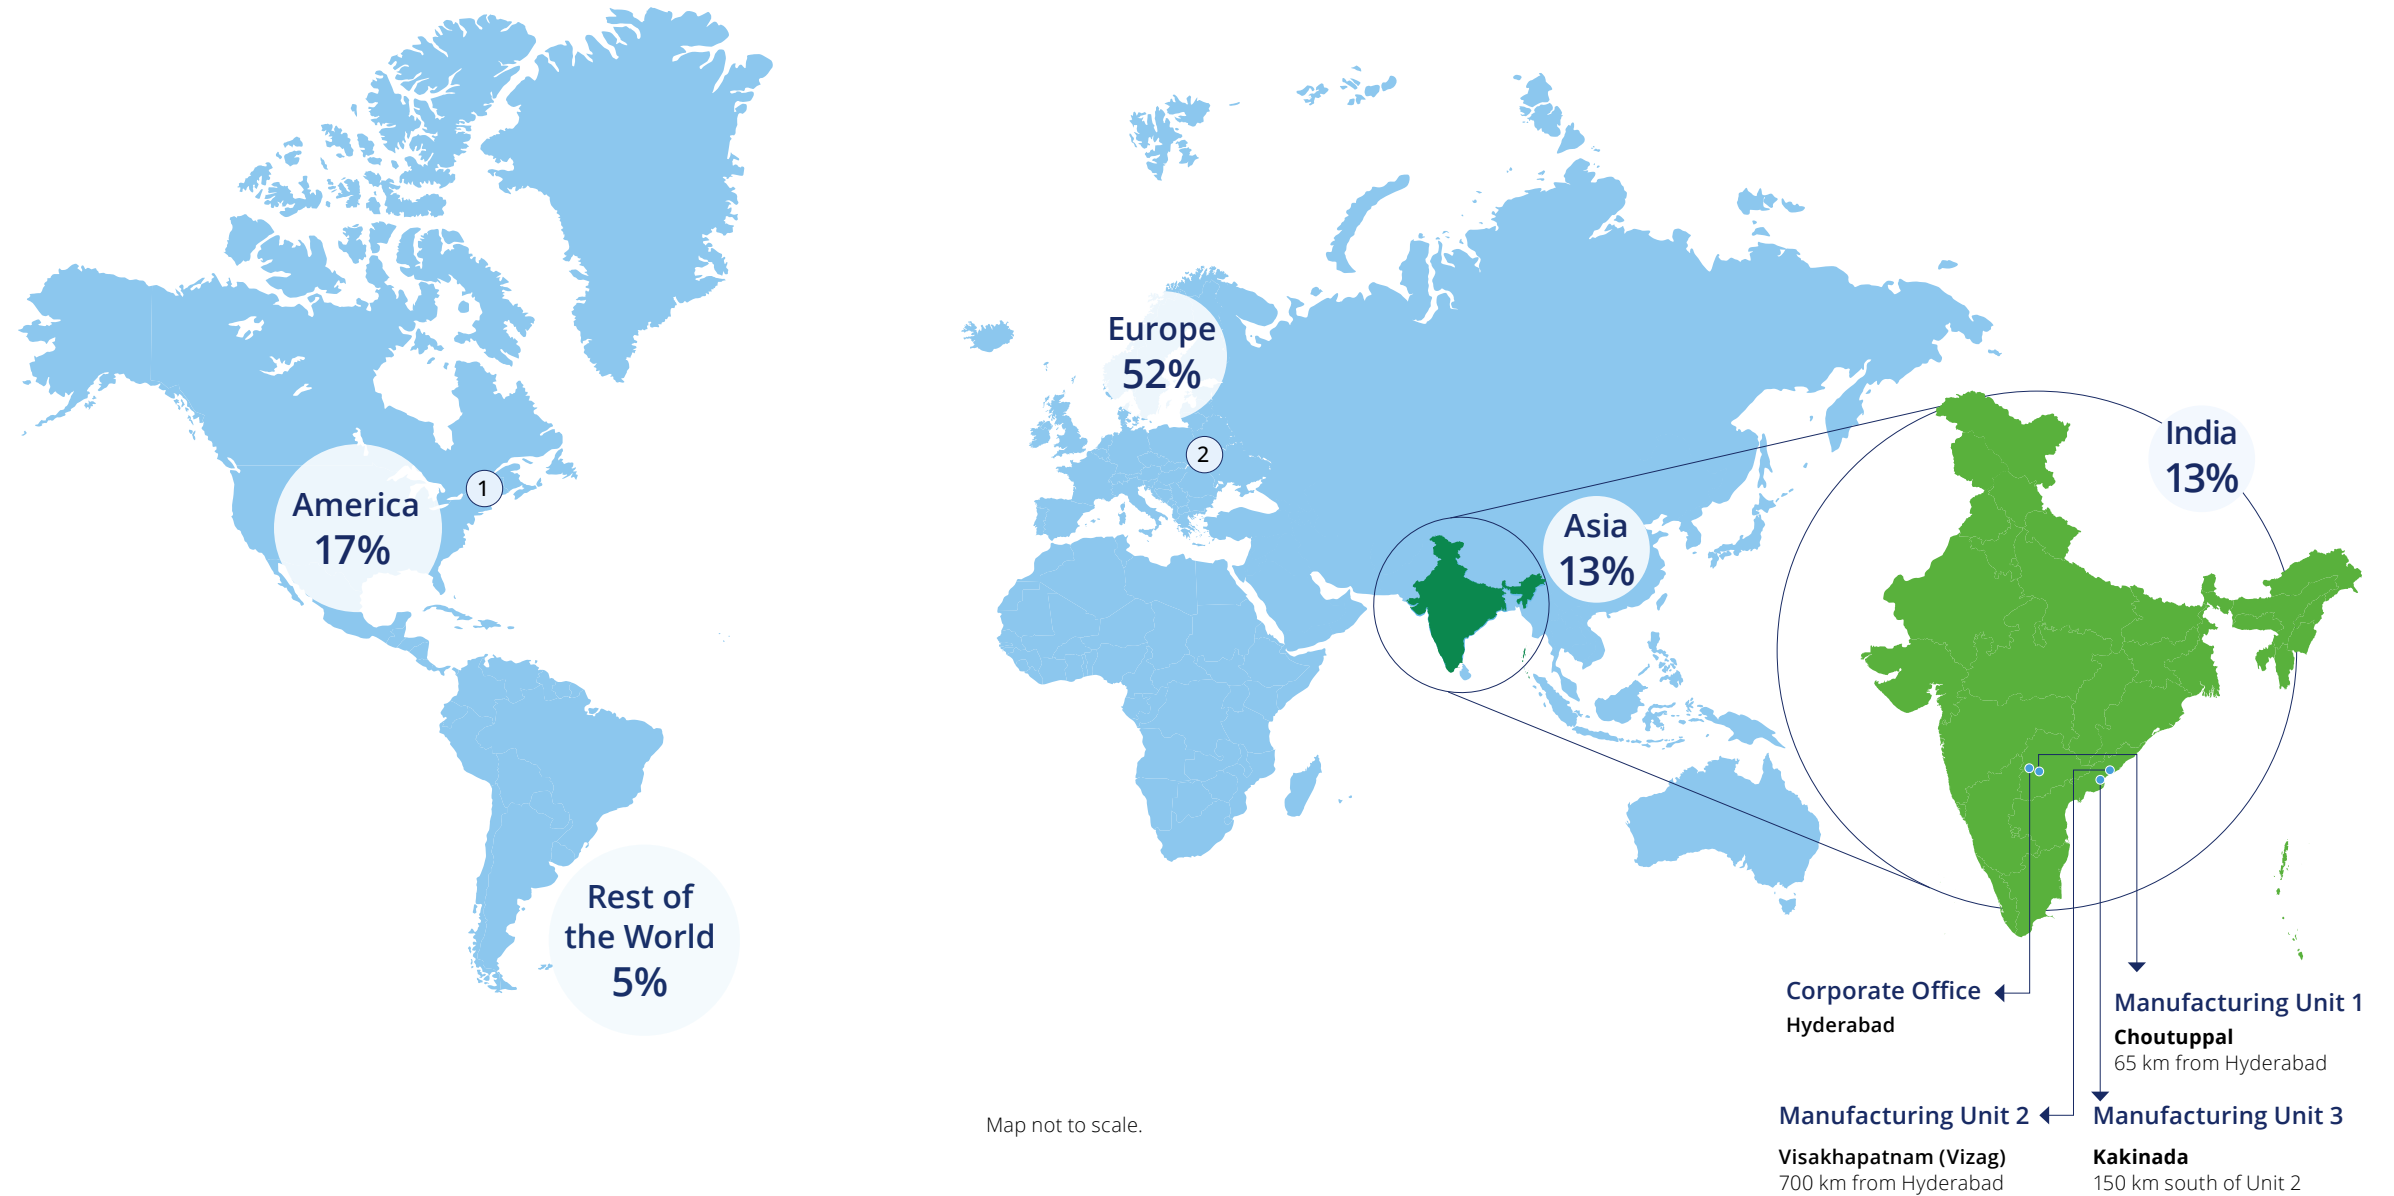 Europe
52%
2
India
13%
America
17%
1
Asia
13%
Rest of
the World
5%
Corporate Office
Hyderabad
Manufacturing Unit 1
Choutuppal
65 km from Hyderabad
Manufacturing Unit 2
Visakhapatnam (Vizag)
700 km from Hyderabad
Manufacturing Unit 3
Kakinada
150 km south of Unit 2
Map not to scale.